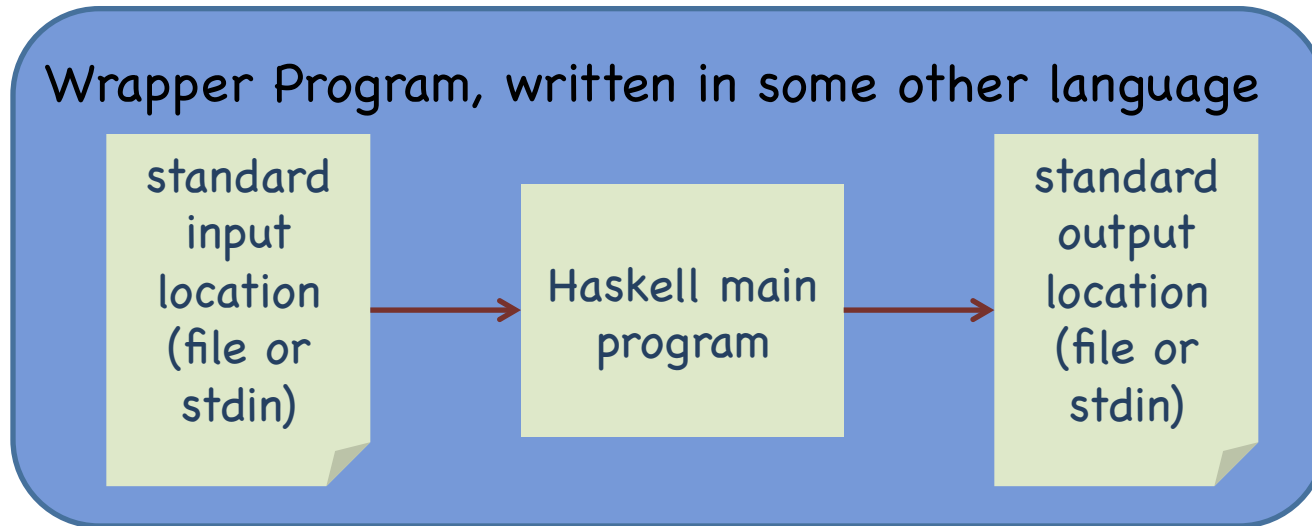 Wrapper Program, written in some other language
standard
input
location
(file or
stdin)
Haskell main
program
standard
output
location
(file or
stdin)